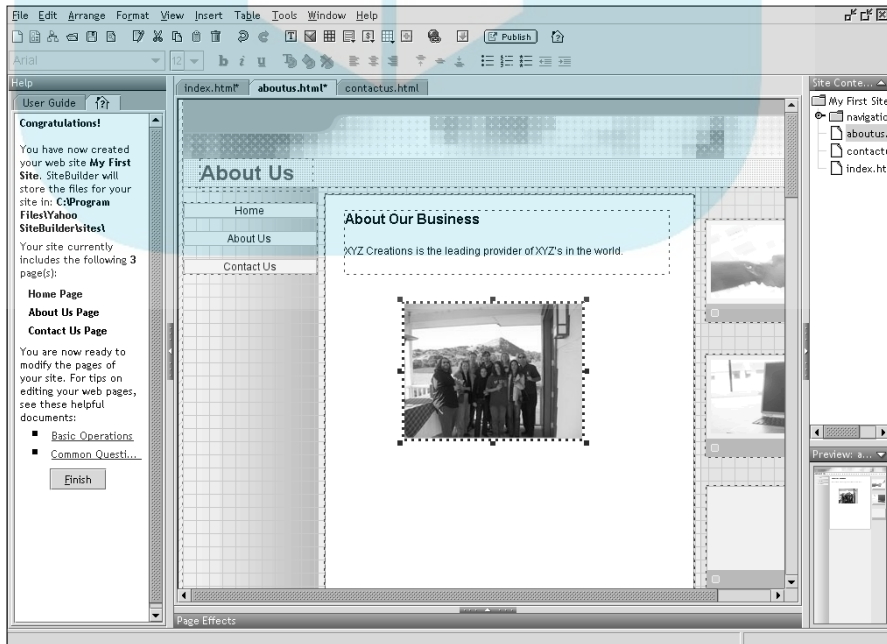 File Edit Arrange Format View Insert Table Tools Window Help
Publish
Arial 12 b i u
Help
User Guide
Congratulations!
You have now created
your web site My First
Site. SiteBuilder will
store the files for your
site in: C:\Program
Files\Yahoo
SiteBuilder\sites\
Your site currently
includes the following 3
page(s):
Home Page
About Us Page
Contact Us Page
You are now ready to
modify the pages of
your site. For tips on
editing your web pages,
see these helpful
documents:
Basic Operations
Common Questi...
Finish
index.html* aboutus.html* contactus.html
About Us
Home
About Us
Contact Us
About Our Business
XYZ Creations is the leading provider of XYZ's in the world.
Page Effects
Site Conte...
My First Site
navigatio
aboutus.
contactu
index.ht
Preview: a...